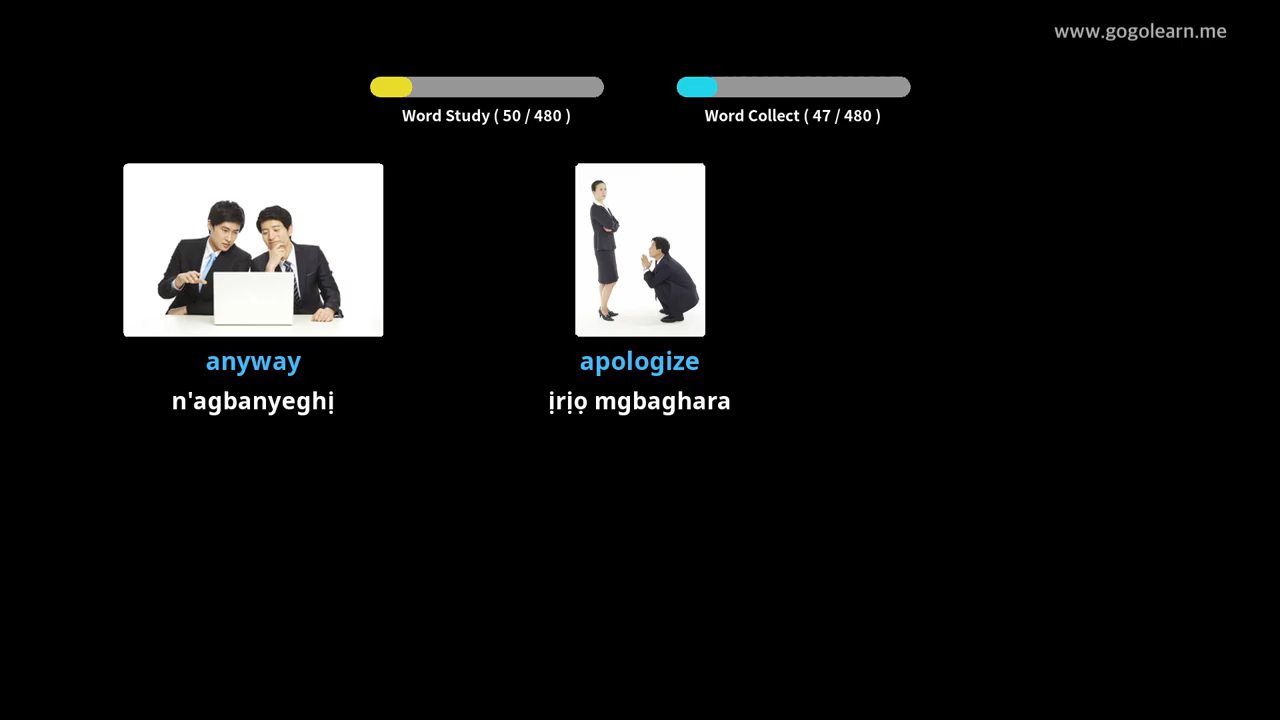 www.gogolearn.me
Word Study ( 50 / 480 )
Word Collect ( 47 / 480 )
anyway
n'agbanyeghị
apologize
ịrịọ mgbaghara